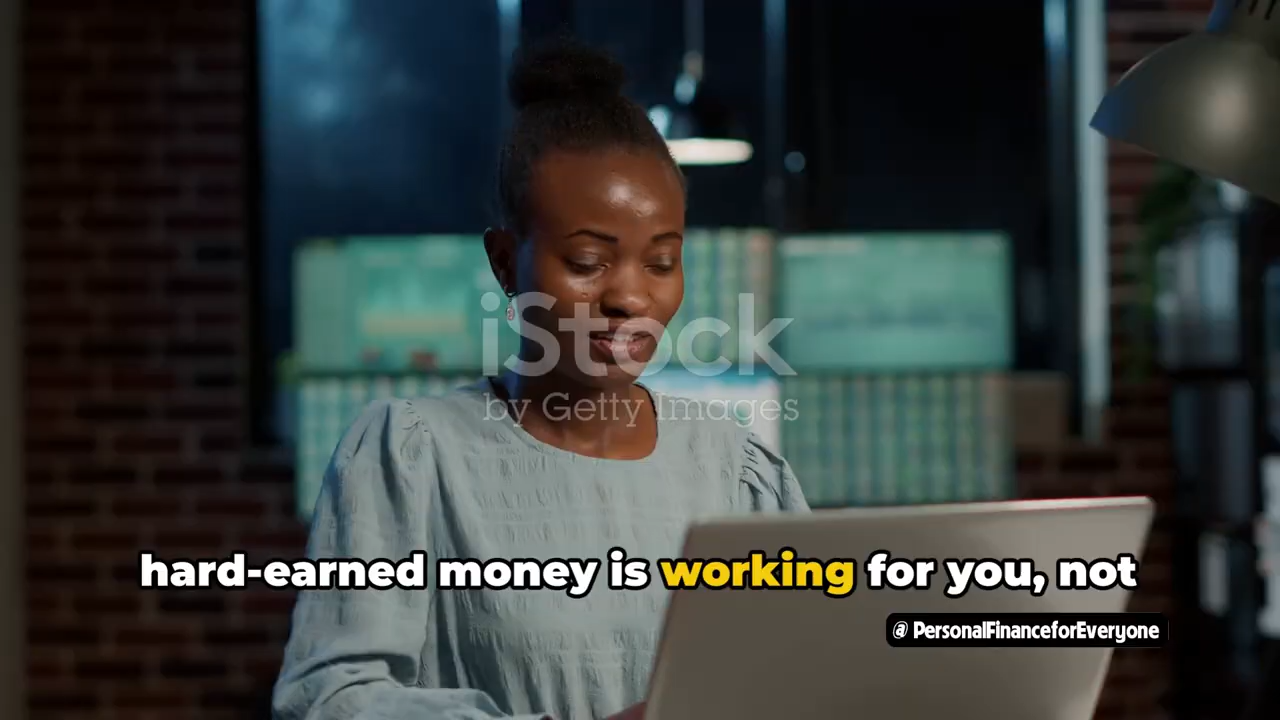 iStock
by Getty Images
hard-earned money is working for you, not
@ PersonalFinanceforEveryone